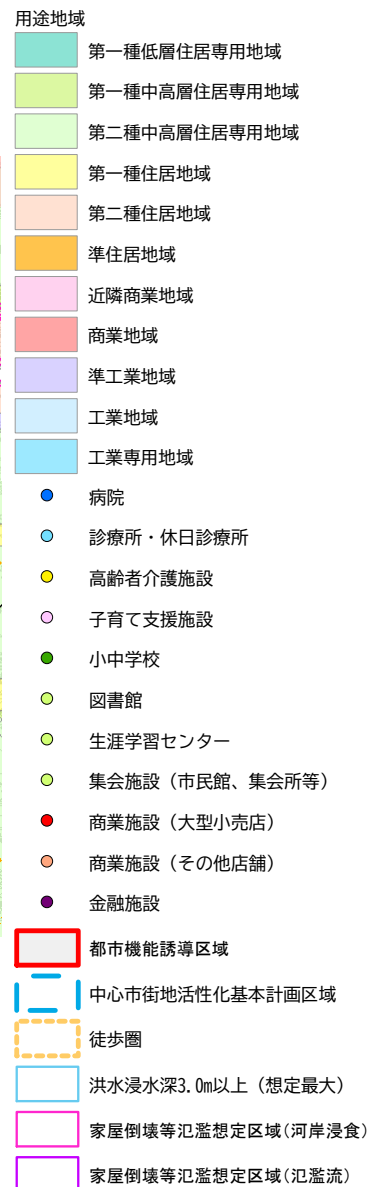 用途地域
第一種低層住居専用地域
第一種中高層住居専用地域
第二種中高層住居専用地域
第一種住居地域
第二種住居地域
準住居地域
近隣商業地域
商業地域
準工業地域
工業地域
工業専用地域
病院
診療所・休日診療所
高齢者介護施設
子育て支援施設
小中学校
図書館
生涯学習センター
集会施設（市民館、集会所等）
商業施設（大型小売店）
商業施設（その他店舗）
金融施設
都市機能誘導区域
中心市街地活性化基本計画区域
徒歩圏
洪水浸水深3.0m以上（想定最大）
家屋倒壊等氾濫想定区域(河岸浸食)
家屋倒壊等氾濫想定区域(氾濫流)